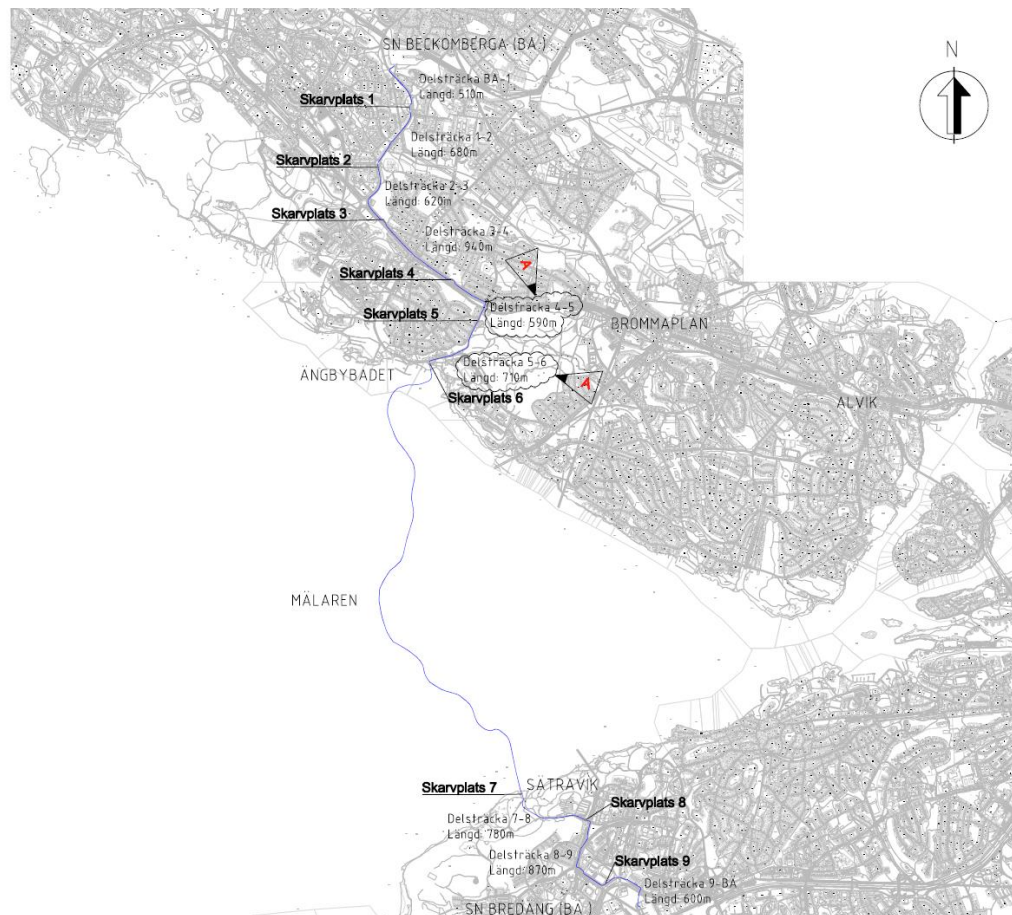 SN BECKOMBERGA (BA )
N
Delsträcka BA-1
Längd: 510m
Skarvplats 1
Delsträcka 1-2
Längd: 680m
Skarvplats 2
Delsträcka 2-3
Längd: 620m
Skarvplats 3
Delsträcka 3-4
Längd: 940m
A
Skarvplats 4
Delsträcka 4-5
Längd: 590m
Skarvplats 5
BROMMAPLAN
Delsträcka 5-6
Längd: 710m
A
ÄNGBYBADET
Skarvplats 6
ALVIK
MÄLAREN
Skarvplats 7
SÄTRAVIK
Skarvplats 8
Delsträcka 7-8
Längd: 780m
Delsträcka 8-9
Längd: 870m
Skarvplats 9
Delsträcka 9-BA
Längd: 600m
SN BREDÄNG (BA )